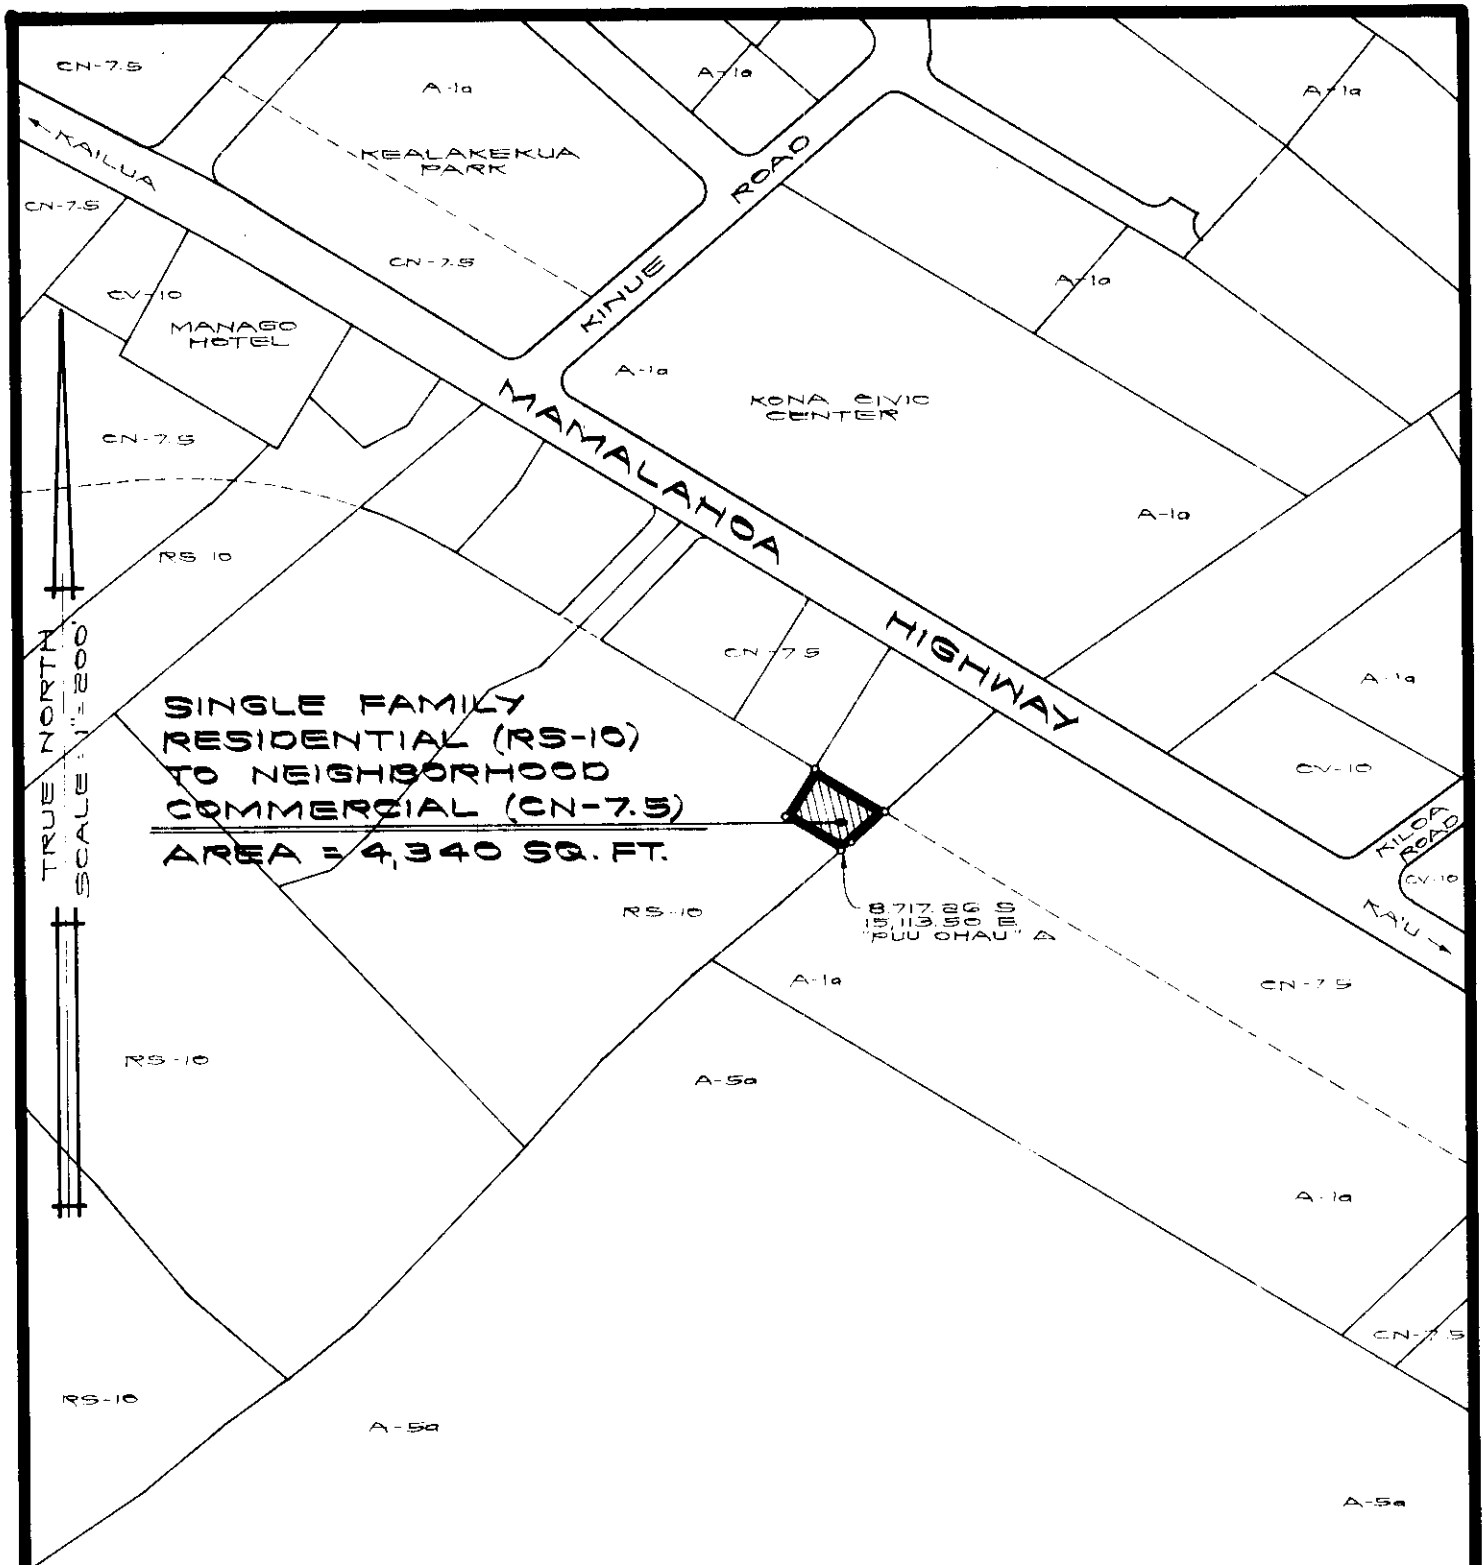 CN-7.5
A-1a
A-1a
A-1a
KAILUA
KEALAKEKUA
PARK
ROAD
CN-7.5
CN-7.5
KINUE
A-1a
CV-10
MANAGO
HOTEL
A-1a
KONA CIVIC
CENTER
MAMALAHOA
HIGHWAY
CN-7.5
A-1a
RS-10
CN-7.5
A-1a
TRUE NORTH
SCALE: 1"=200'
SINGLE FAMILY
RESIDENTIAL (RS-10)
TO NEIGHBORHOOD
COMMERCIAL (CN-7.5)
AREA = 4,340 SQ. FT.
CV-10
KILOA
ROAD
CV-10
KA'U
RS-10
8,717.26 S
15,113.50 E
"PUU OHAU" Δ
A-1a
CN-7.5
RS-10
A-5a
A-1a
CN-7.5
RS-10
A-5a
A-5a